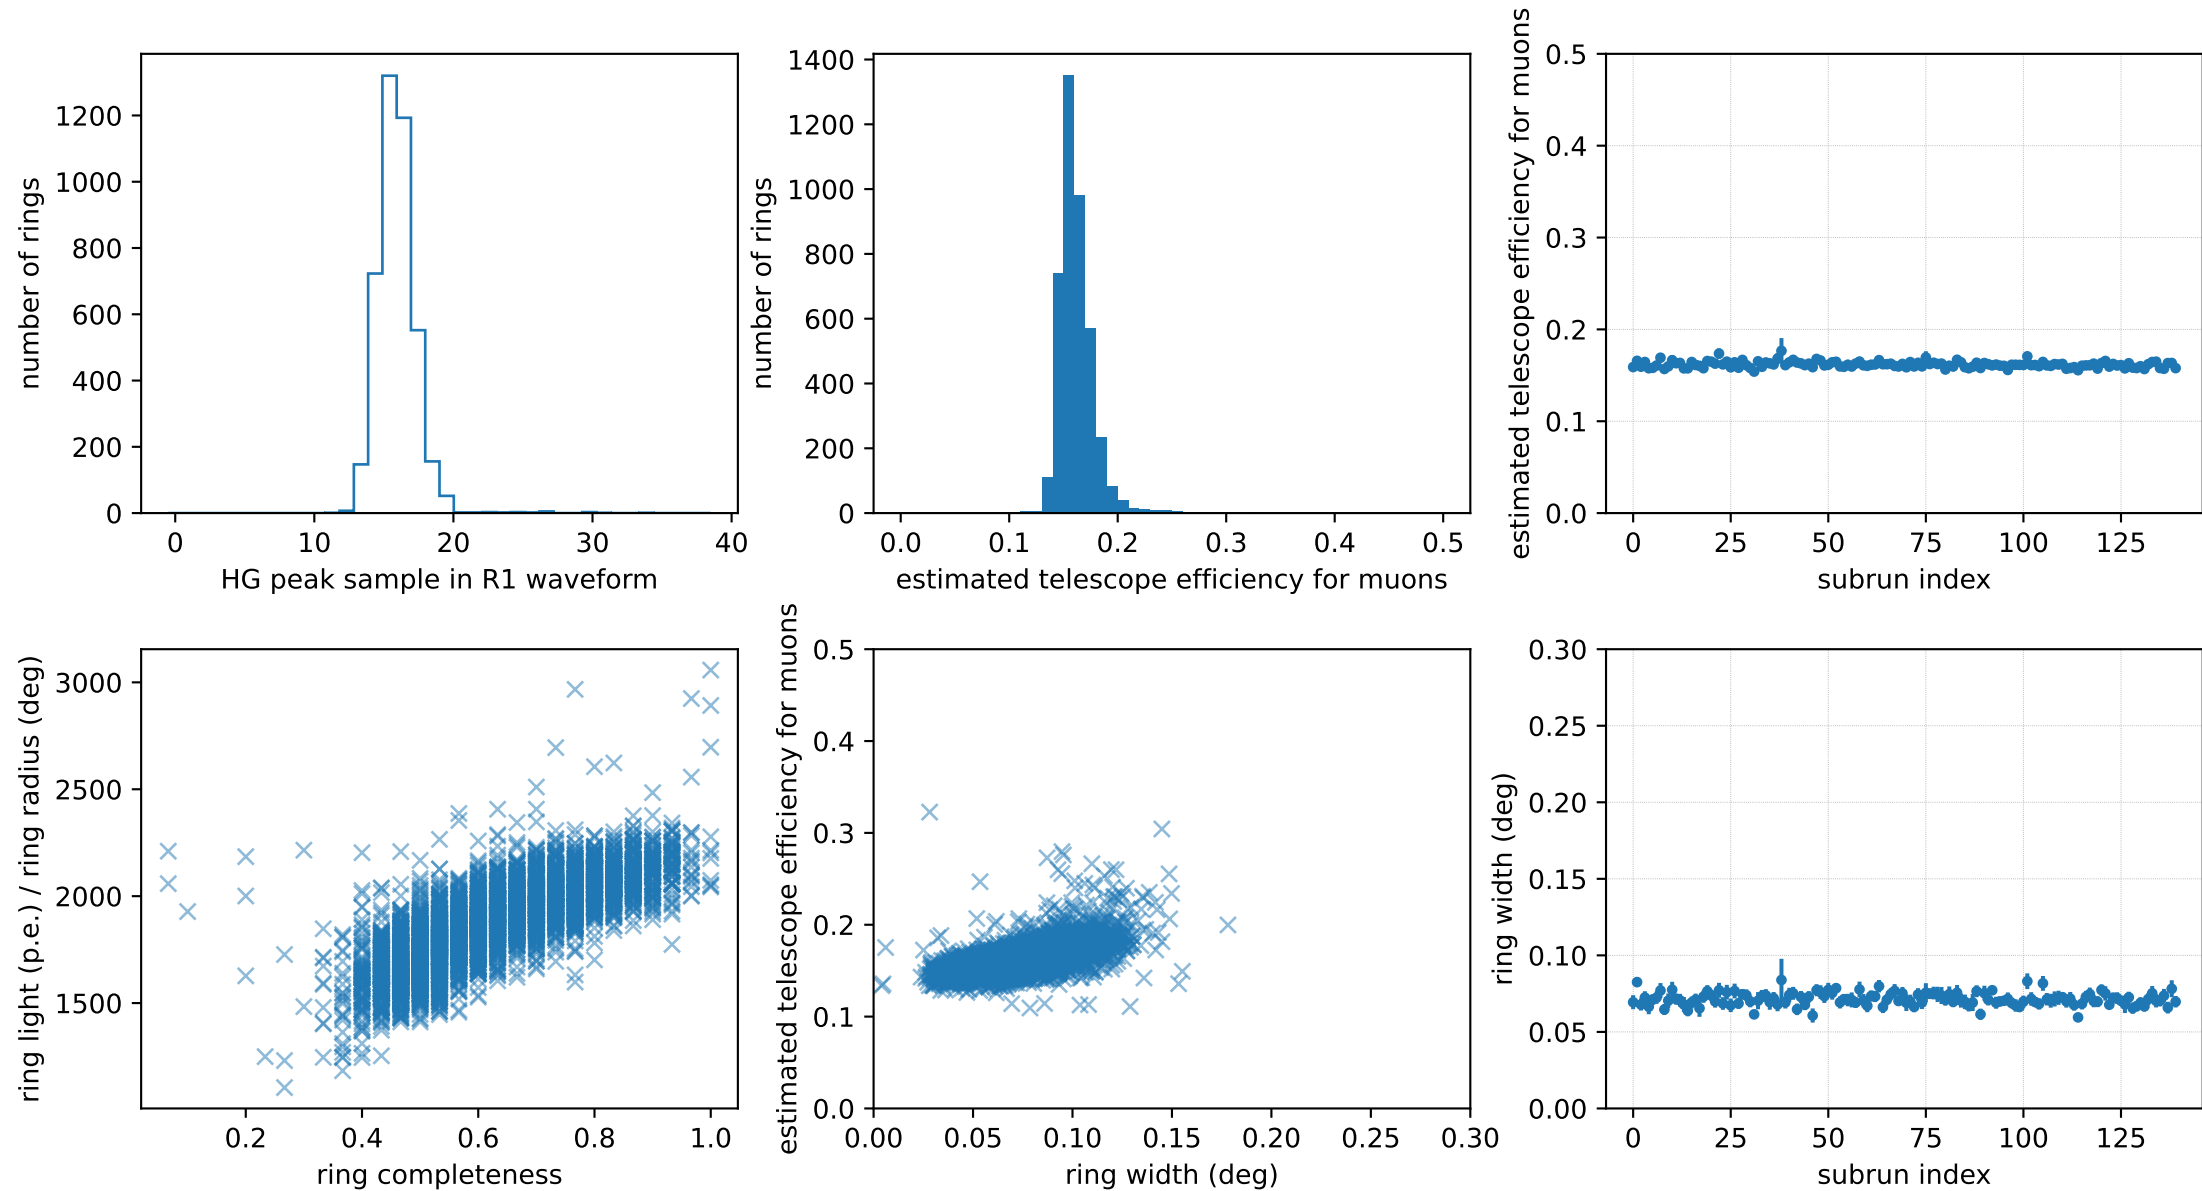 number of rings
1200
1000
800
600
400
200
0
0 10 20 30 40
HG peak sample in R1 waveform
number of rings
1400
1200
1000
800
600
400
200
0
0.0 0.1 0.2 0.3 0.4 0.5
estimated telescope efficiency for muons
estimated telescope efficiency for muons
0.5
0.4
0.3
0.2
0.1
0.0
0 25 50 75 100 125
subrun index
ring light (p.e.) / ring radius (deg)
3000
2500
2000
1500
0.2 0.4 0.6 0.8 1.0
ring completeness
estimated telescope efficiency for muons
0.5
0.4
0.3
0.2
0.1
0.0
0.00 0.05 0.10 0.15 0.20 0.25 0.30
ring width (deg)
ring width (deg)
0.30
0.25
0.20
0.15
0.10
0.05
0.00
0 25 50 75 100 125
subrun index